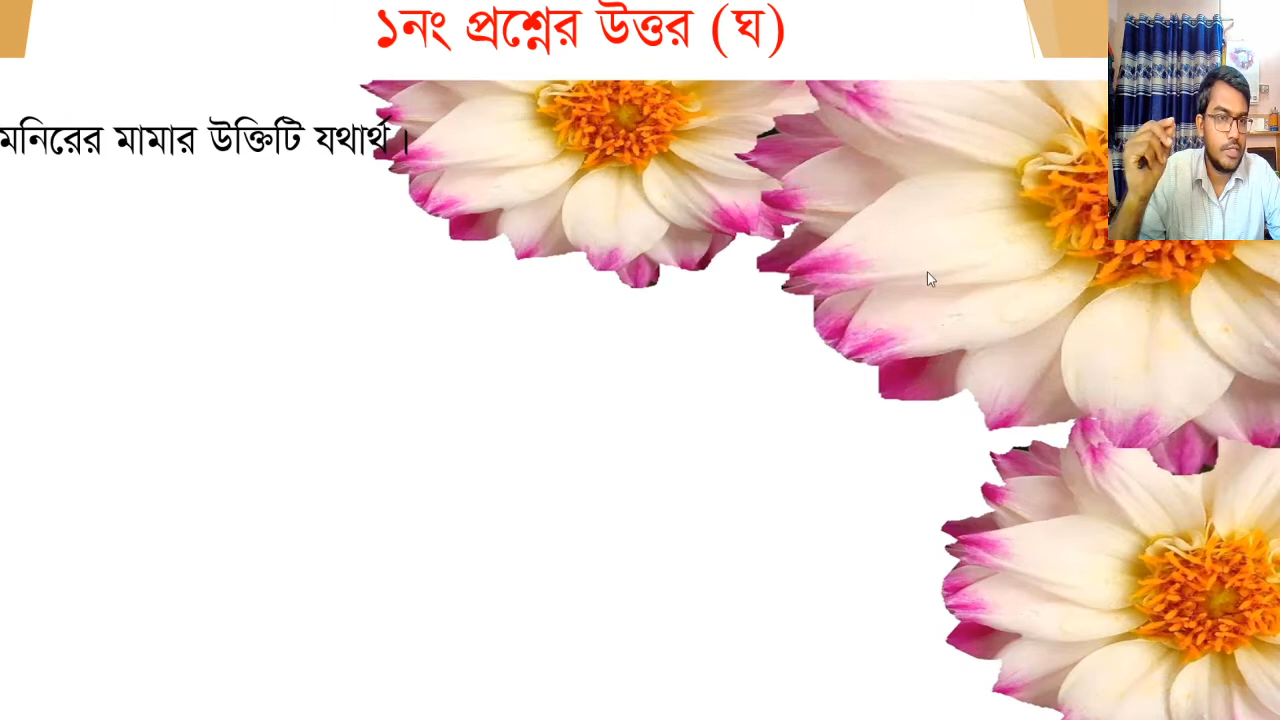 ১নং প্রশ্নের উত্তর (ঘ)
মনিরের মামার উক্তিটি যথার্থ।